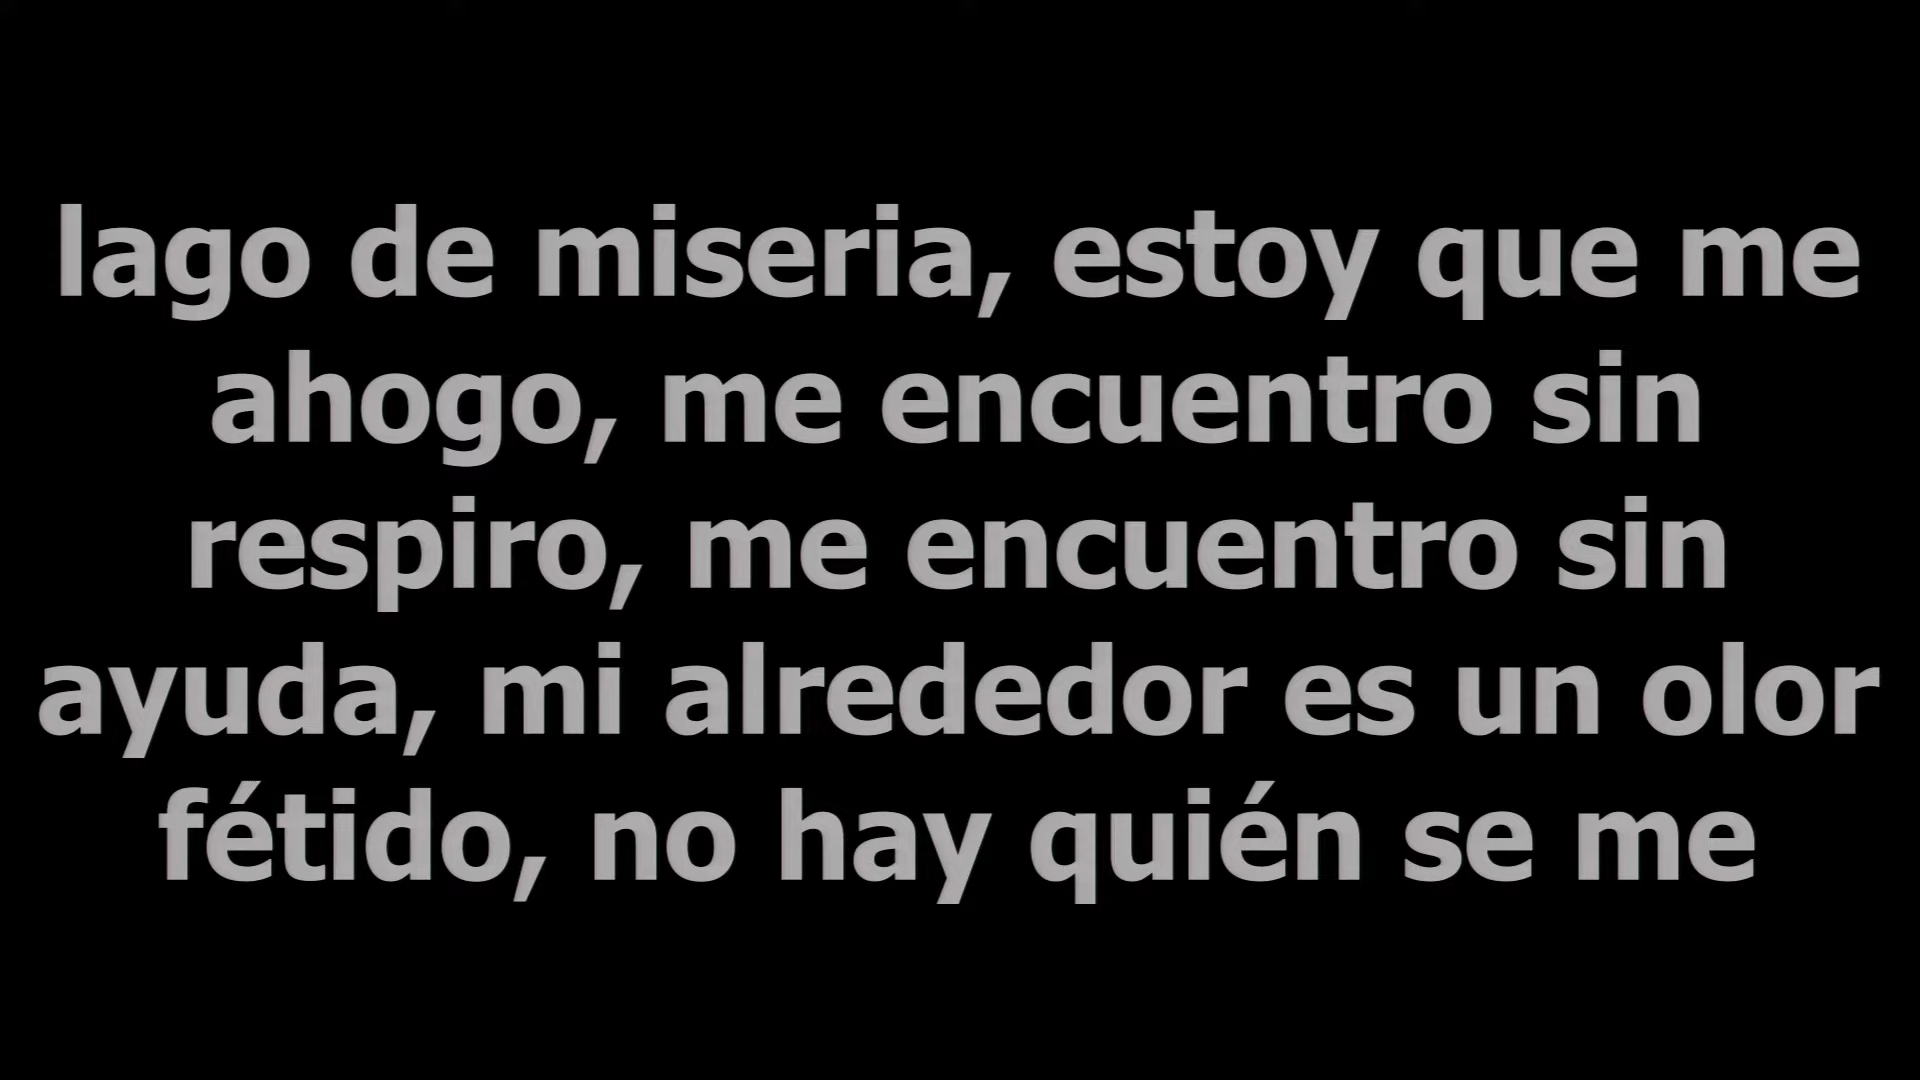 lago de miseria, estoy que me
ahogo, me encuentro sin
respiro, me encuentro sin
ayuda, mi alrededor es un olor
fétido, no hay quién se me